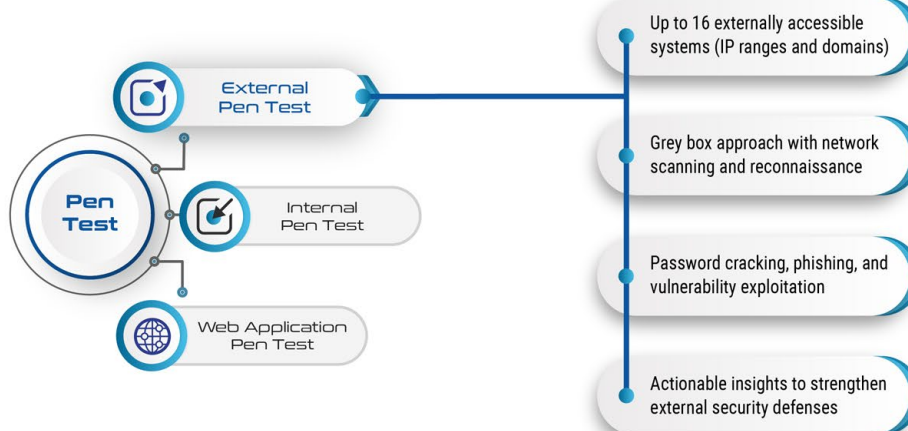 Pen
Test
External
Pen Test
Internal
Pen Test
Web Application
Pen Test
Up to 16 externally accessible
systems (IP ranges and domains)
Grey box approach with network
scanning and reconnaissance
Password cracking, phishing, and
vulnerability exploitation
Actionable insights to strengthen
external security defenses